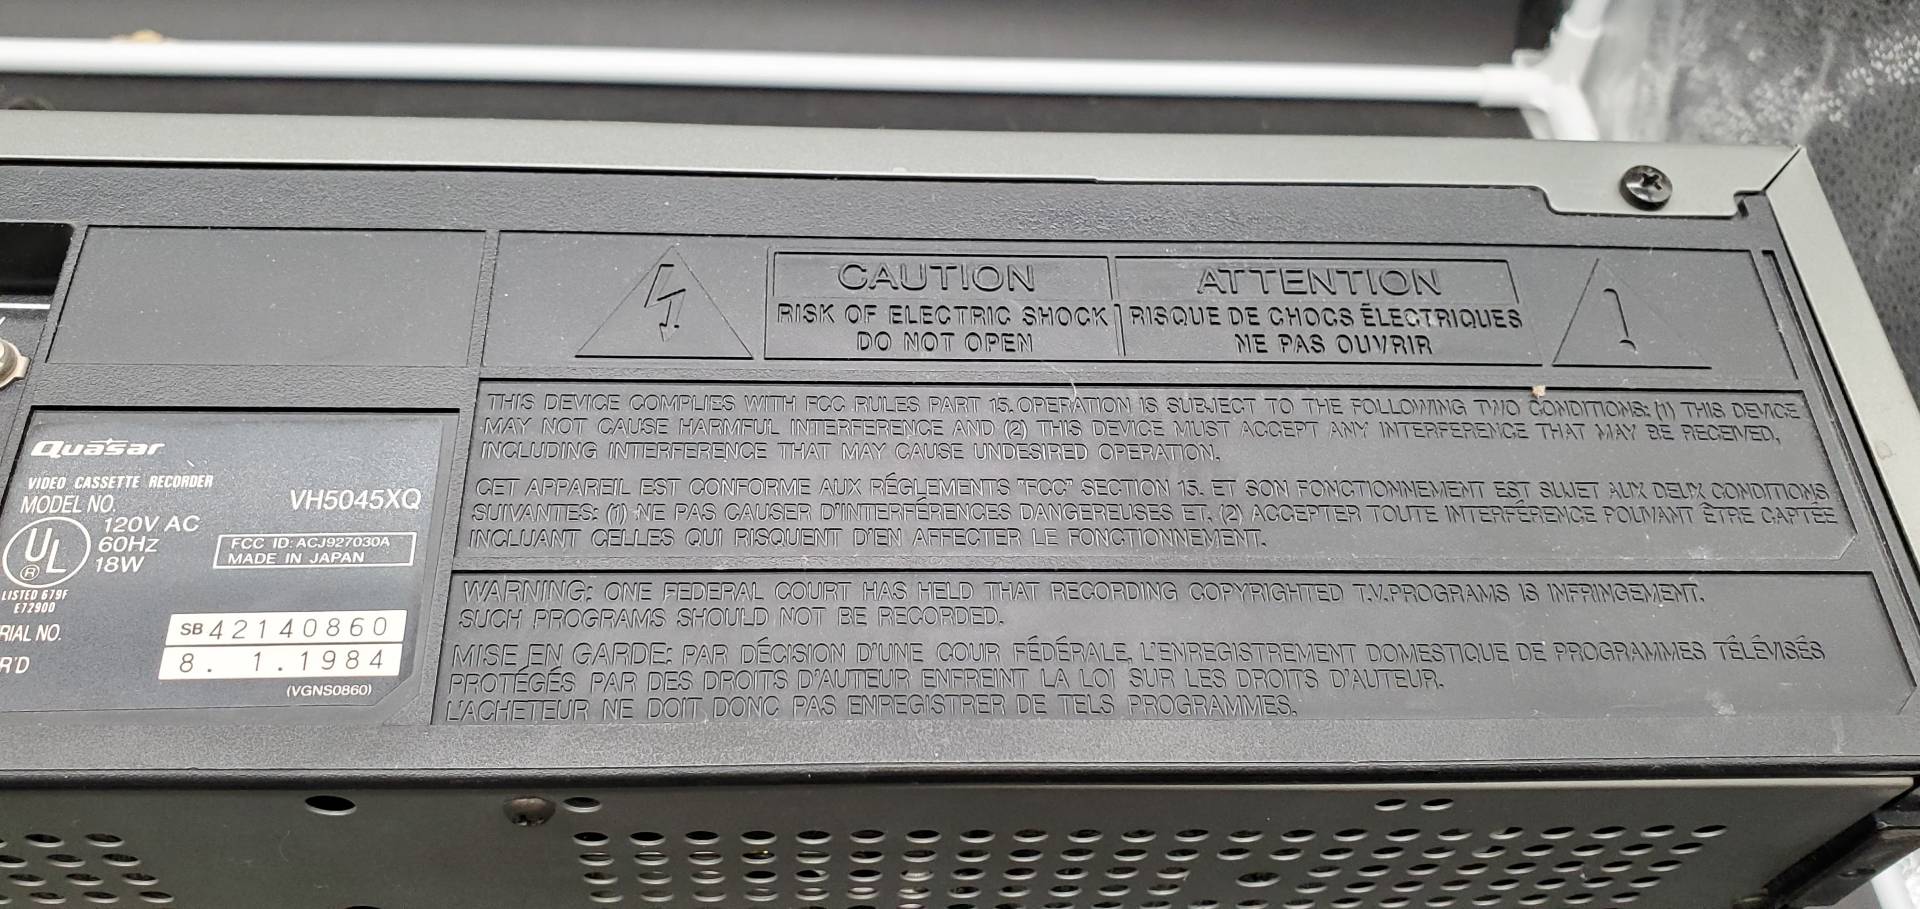 CAUTION
RISK OF ELECTRIC SHOCK
DO NOT OPEN
ATTENTION
RISQUE DE CHOCS ÉLECTRIQUES
NE PAS OUVRIR
THIS DEVICE COMPLIES WITH FCC RULES PART 15. OPERATION IS SUBJECT TO THE FOLLOWING TWO CONDITIONS: (1) THIS DEVICE
MAY NOT CAUSE HARMFUL INTERFERENCE AND (2) THIS DEVICE MUST ACCEPT ANY INTERFERENCE THAT MAY BE RECEIVED,
INCLUDING INTERFERENCE THAT MAY CAUSE UNDESIRED OPERATION.
CET APPAREIL EST CONFORME AUX RÉGLEMENTS "FCC" SECTION 15. ET SON FONCTIONNEMENT EST SUJET AUX DEUX CONDITIONS
SUIVANTES: (1) NE PAS CAUSER D'INTERFÉRENCES DANGEREUSES ET, (2) ACCEPTER TOUTE INTERFÉRENCE POUVANT ÊTRE CAPTÉE
INCLUANT CELLES QUI RISQUENT D'EN AFFECTER LE FONCTIONNEMENT.
WARNING: ONE FEDERAL COURT HAS HELD THAT RECORDING COPYRIGHTED T.V.PROGRAMS IS INFRINGEMENT.
SUCH PROGRAMS SHOULD NOT BE RECORDED.
MISE EN GARDE: PAR DÉCISION D'UNE COUR FÉDÉRALE, L'ENREGISTREMENT DOMESTIQUE DE PROGRAMMES TÉLÉVISÉS
PROTÉGÉS PAR DES DROITS D'AUTEUR ENFREINT LA LOI SUR LES DROITS D'AUTEUR.
L'ACHETEUR NE DOIT DONC PAS ENREGISTRER DE TELS PROGRAMMES.
Quasar
VIDEO CASSETTE RECORDER
MODEL NO. VH5045XQ
120V AC
60Hz
18W
UL
®
LISTED 679F
E72900
FCC ID: ACJ927030A
MADE IN JAPAN
RIAL NO. SB 42140860
R'D 8. 1.1984
(VGNS0860)